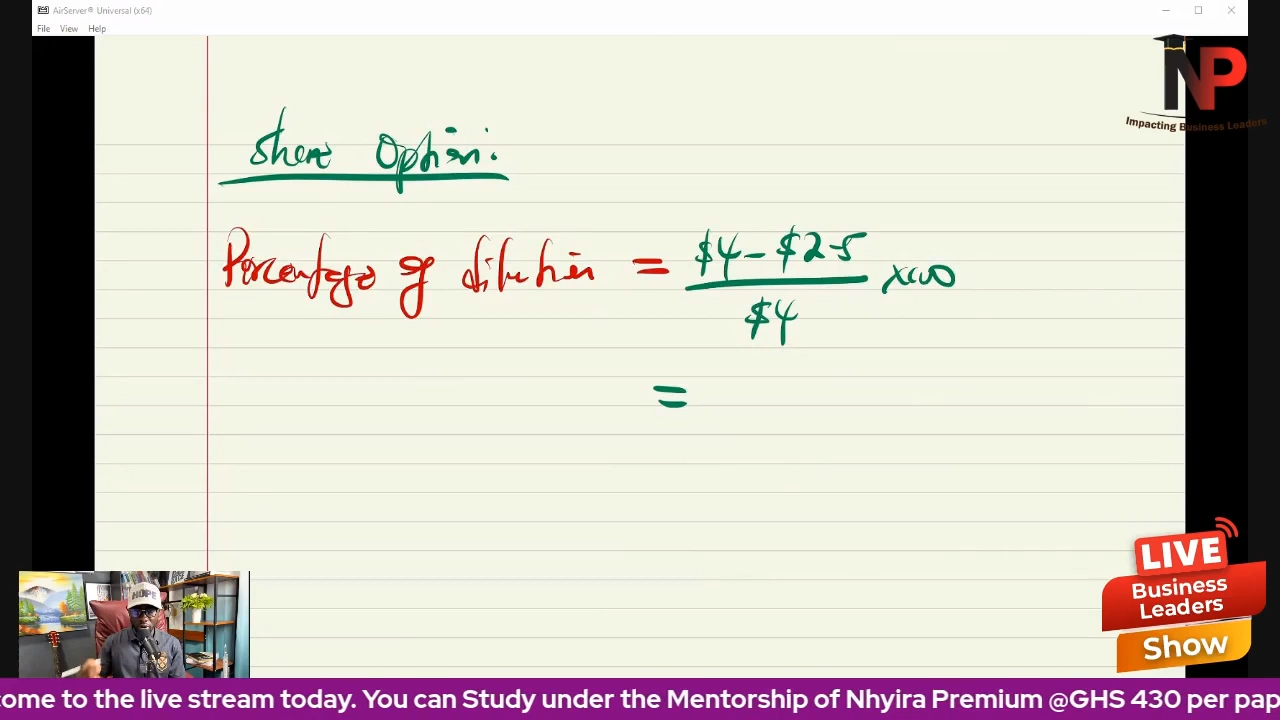 AirServer® Universal (x64)
File View Help
NP
Impacting Business Leaders
Share Option:
Percentage of dilution = $4 - $2.5
$4
x100
=
HOPE
LIVE
Business
Leaders
Show
come to the live stream today. You can Study under the Mentorship of Nhyira Premium @GHS 430 per pap